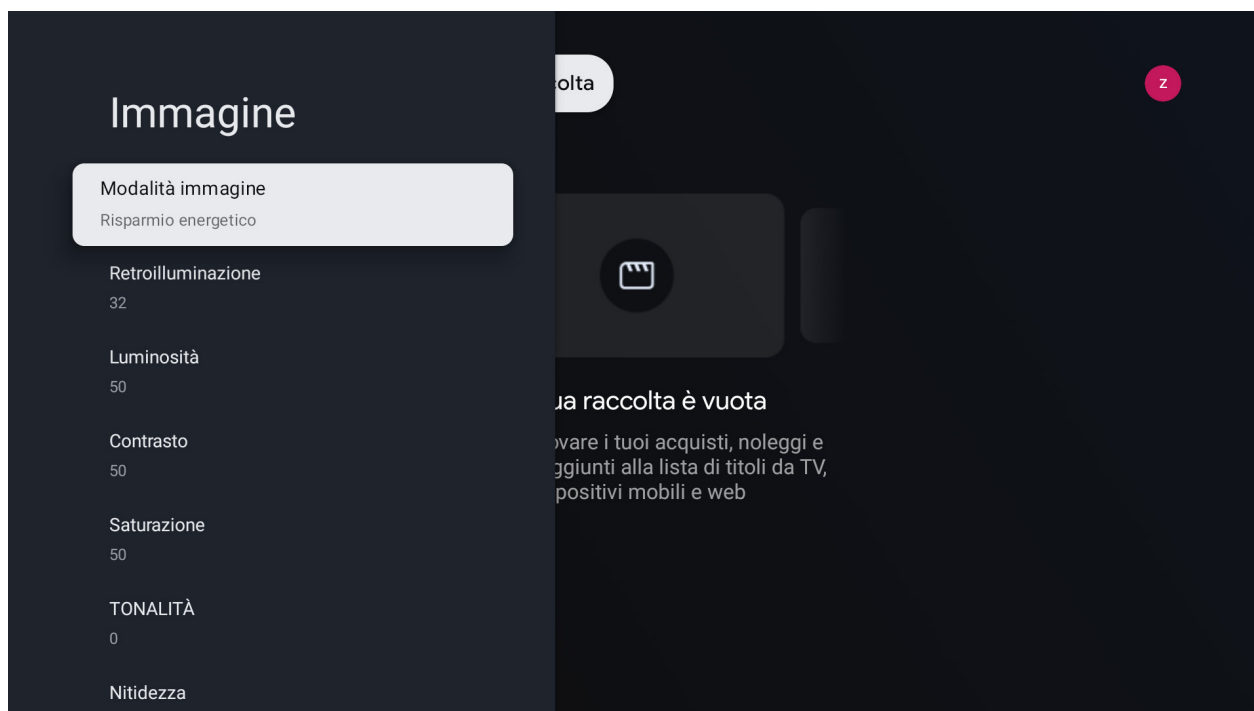 Immagine
Modalità immagine
Risparmio energetico
Retroilluminazione
32
Luminosità
50
Contrasto
50
Saturazione
50
TONALITÀ
0
Nitidezza
olta
Z
ua raccolta è vuota
vare i tuoi acquisti, noleggi e
ggiunti alla lista di titoli da TV,
positivi mobili e web